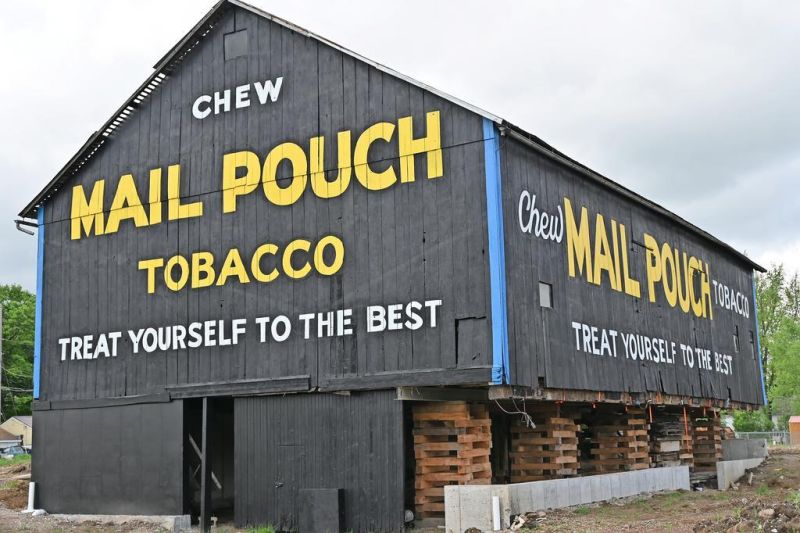 CHEW
MAIL POUCH
TOBACCO
TREAT YOURSELF TO THE BEST
Chew MAIL POUCH TOBACCO
TREAT YOURSELF TO THE BEST